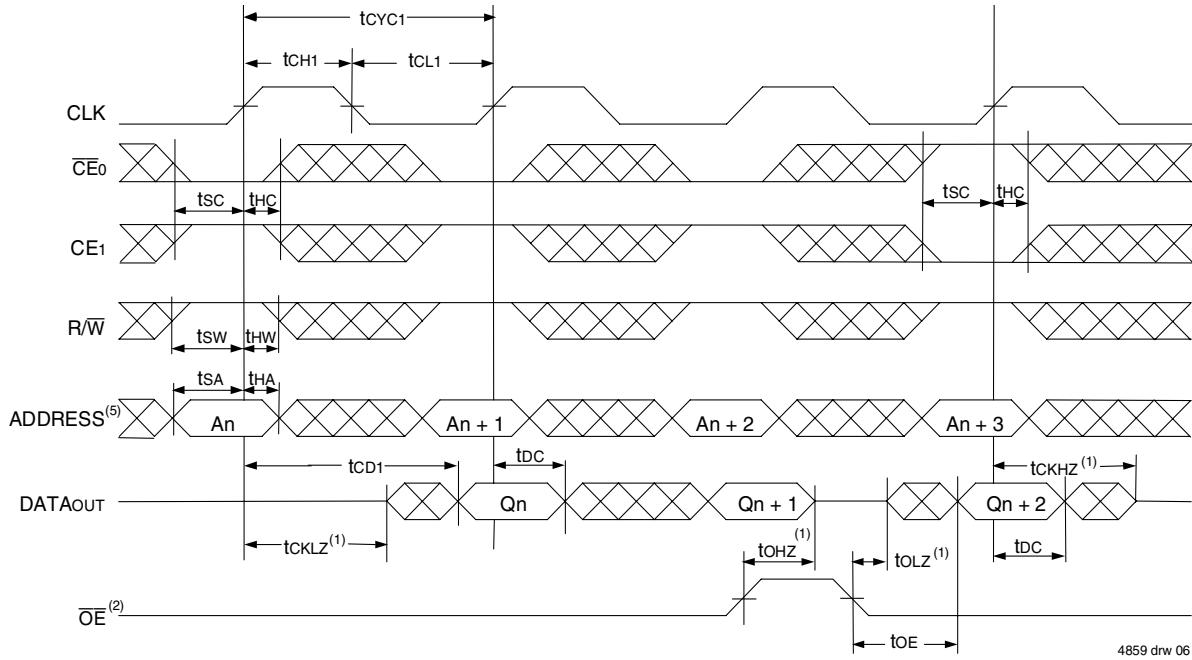 tCYC1
tCH1 tCL1
CLK
CE0
tSC tHC tSC tHC
CE1
R/W
tSW tHW
tSA tHA
ADDRESS(5) An An + 1 An + 2 An + 3
tCD1 tDC tCKHZ(1)
DATAOUT Qn Qn + 1 Qn + 2
tCKLZ(1) tOHZ(1) tOLZ(1) tDC
OE(2)
tOE
4859 drw 06